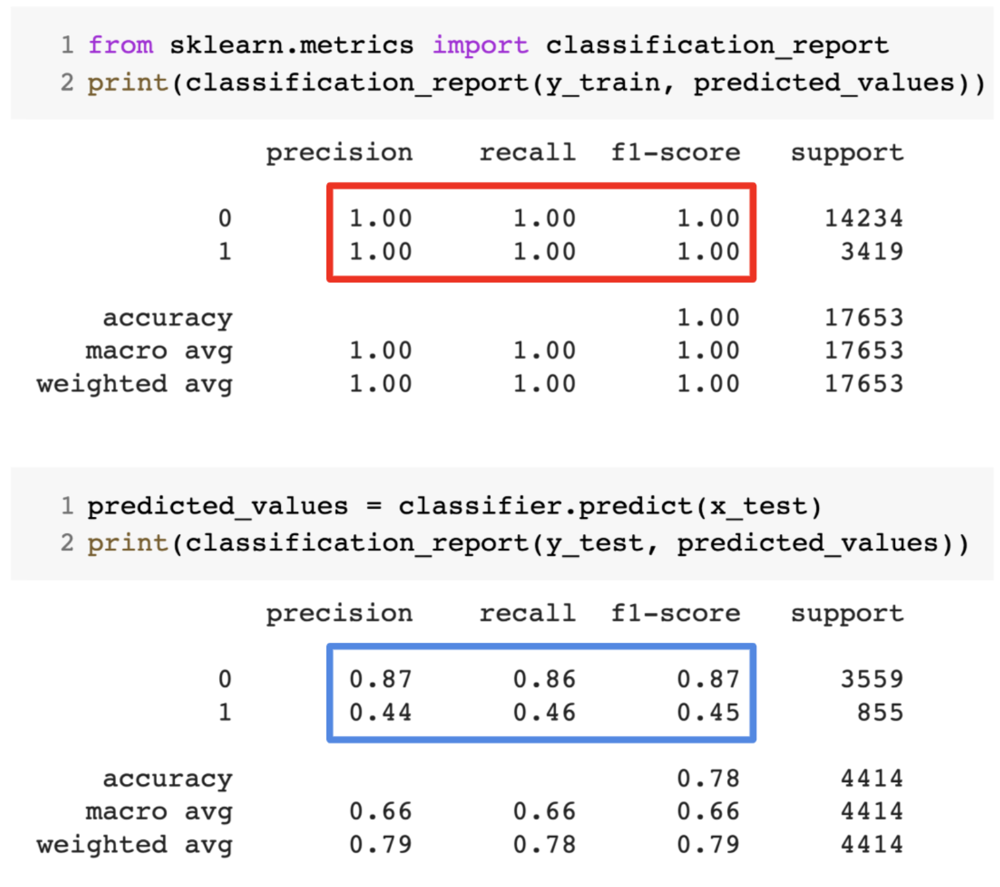 1 from sklearn.metrics import classification_report
2 print(classification_report(y_train, predicted_values))
precision recall f1-score support
0 1.00 1.00 1.00 14234
1 1.00 1.00 1.00 3419
accuracy 1.00 17653
macro avg 1.00 1.00 1.00 17653
weighted avg 1.00 1.00 1.00 17653
1 predicted_values = classifier.predict(x_test)
2 print(classification_report(y_test, predicted_values))
precision recall f1-score support
0 0.87 0.86 0.87 3559
1 0.44 0.46 0.45 855
accuracy 0.78 4414
macro avg 0.66 0.66 0.66 4414
weighted avg 0.79 0.78 0.79 4414